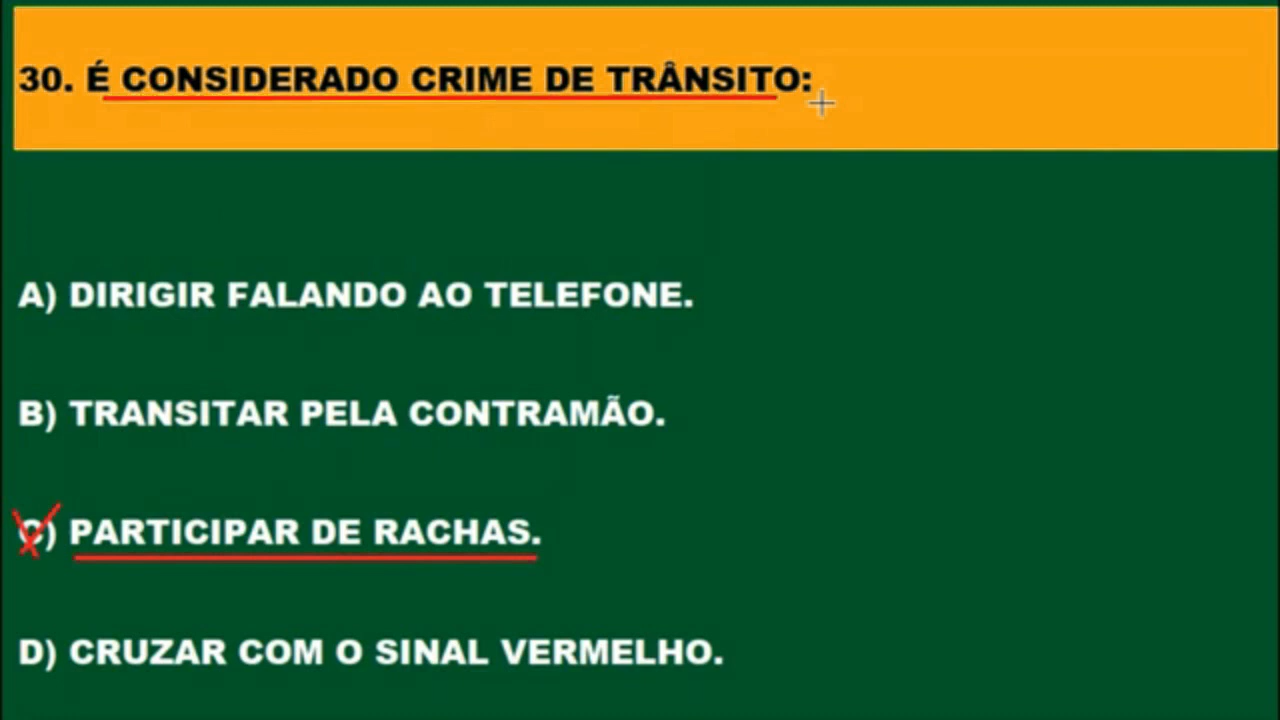 30. É CONSIDERADO CRIME DE TRÂNSITO:
A) DIRIGIR FALANDO AO TELEFONE.
B) TRANSITAR PELA CONTRAMÃO.
C) PARTICIPAR DE RACHAS.
D) CRUZAR COM O SINAL VERMELHO.